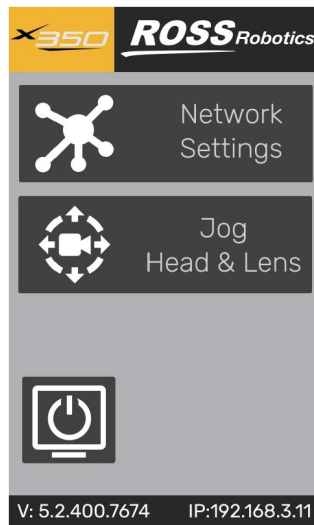 x350 ROSS Robotics
Network
Settings
Jog
Head & Lens
V: 5.2.400.7674 IP:192.168.3.11